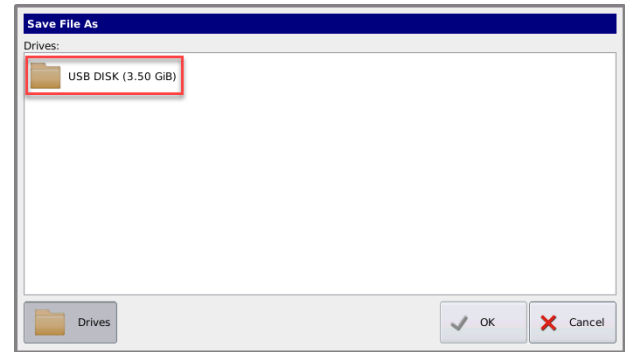 Save File As
Drives:
USB DISK (3.50 GiB)
Drives
OK
Cancel